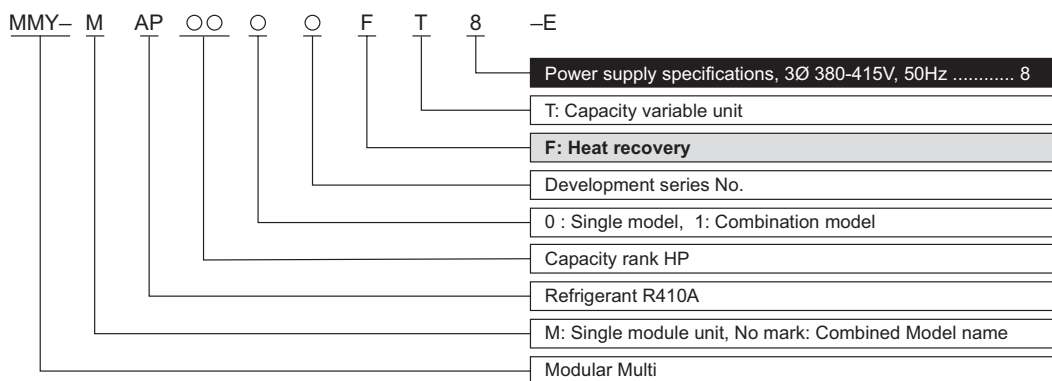 MMY– M AP ○○ ○ ○ F T 8 –E
Power supply specifications, 3Ø 380-415V, 50Hz ............ 8
T: Capacity variable unit
F: Heat recovery
Development series No.
0 : Single model, 1: Combination model
Capacity rank HP
Refrigerant R410A
M: Single module unit, No mark: Combined Model name
Modular Multi